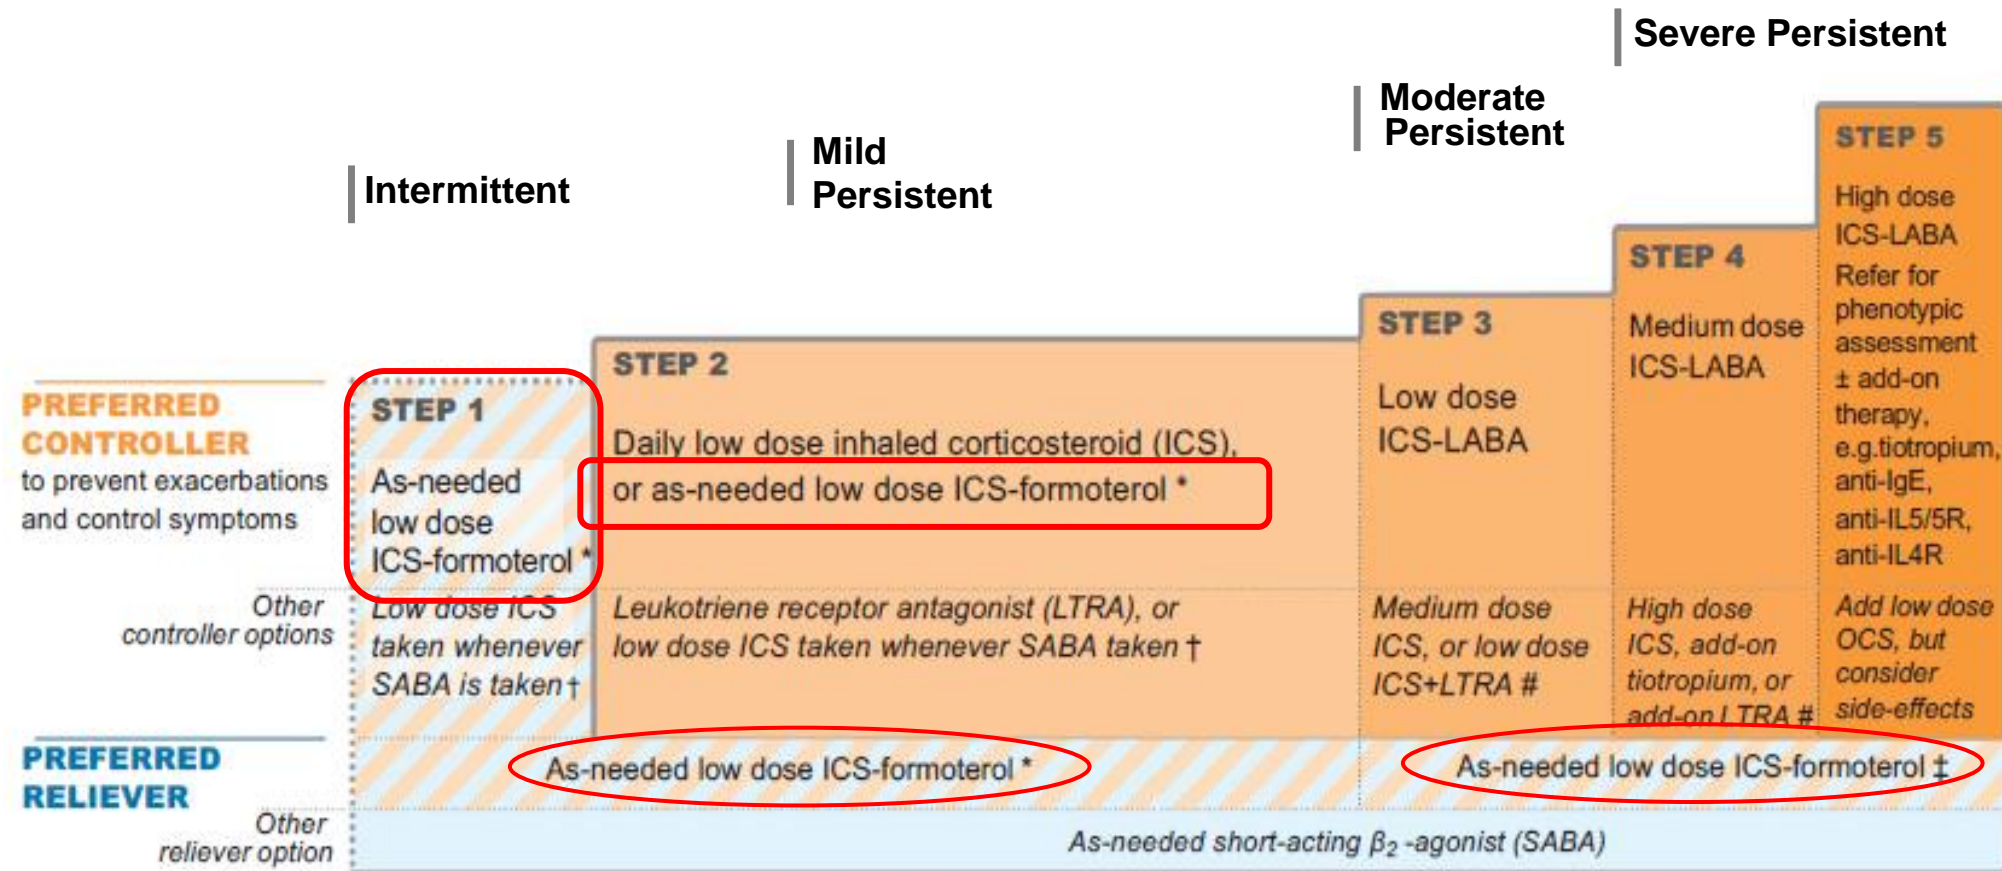 Severe Persistent
Moderate
Persistent
Mild
Persistent
Intermittent
PREFERRED
CONTROLLER
to prevent exacerbations
and control symptoms
STEP 1
As-needed
low dose
ICS-formoterol *
STEP 2
Daily low dose inhaled corticosteroid (ICS),
or as-needed low dose ICS-formoterol *
STEP 3
Low dose
ICS-LABA
STEP 4
Medium dose
ICS-LABA
STEP 5
High dose
ICS-LABA
Refer for
phenotypic
assessment
± add-on
therapy,
e.g.tiotropium,
anti-IgE,
anti-IL5/5R,
anti-IL4R
Other
controller options
Low dose ICS
taken whenever
SABA is taken †
Leukotriene receptor antagonist (LTRA), or
low dose ICS taken whenever SABA taken †
Medium dose
ICS, or low dose
ICS+LTRA #
High dose
ICS, add-on
tiotropium, or
add-on LTRA #
Add low dose
OCS, but
consider
side-effects
PREFERRED
RELIEVER
As-needed low dose ICS-formoterol *
As-needed low dose ICS-formoterol ‡
Other
reliever option
As-needed short-acting β₂ -agonist (SABA)